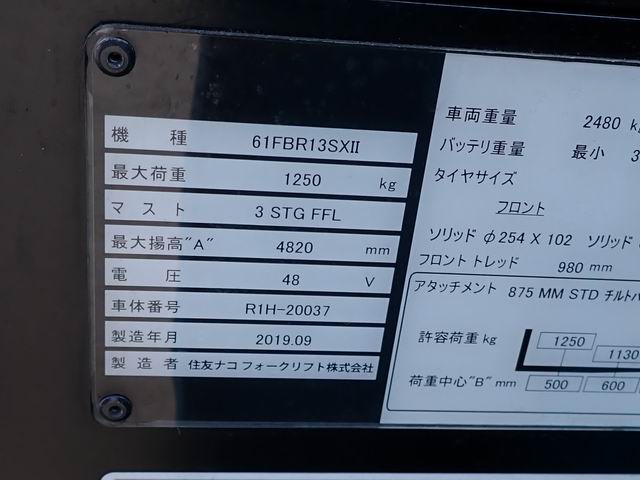 機種 61FBR13SXII
最大荷重 1250 kg
マスト 3 STG FFL
最大揚高"A" 4820 mm
電圧 48 V
車体番号 R1H-20037
製造年月 2019.09
製造者 住友ナコ フォークリフト株式会社
車両重量 2480
バッテリ重量 最小 3
タイヤサイズ
フロント
ソリッド φ254 X 102 ソリッド
フロント トレッド 980 mm
アタッチメント 875 MM STD チルトバ
許容荷重 kg 1250 1130
荷重中心"B" mm 500 600